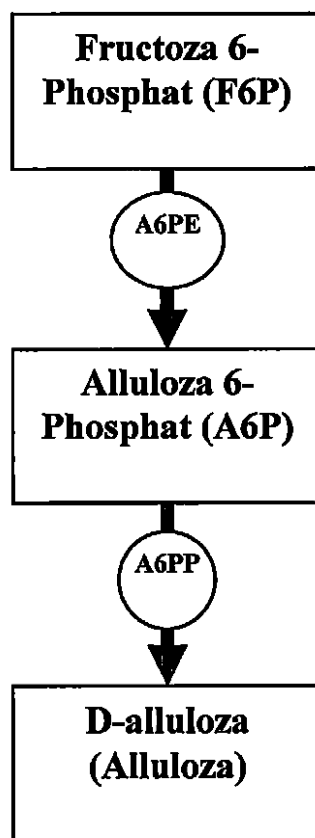 Fructoza 6-
Phosphat (F6P)
A6PE
Alluloza 6-
Phosphat (A6P)
A6PP
D-alluloza
(Alluloza)